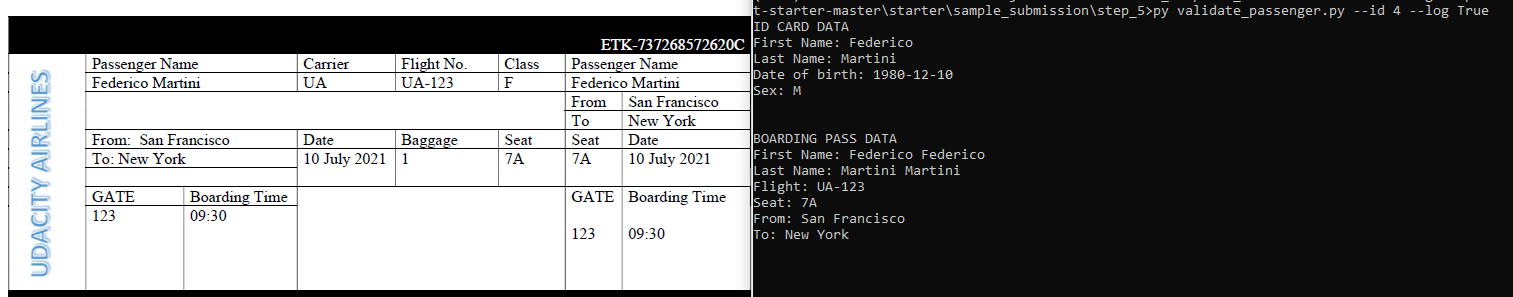 ETK-737268572620C
UDACITY AIRLINES
Passenger Name Carrier Flight No. Class Passenger Name
Federico Martini UA UA-123 F Federico Martini
From San Francisco
To New York
From: San Francisco Date Baggage Seat Seat Date
To: New York 10 July 2021 1 7A 7A 10 July 2021
GATE Boarding Time GATE Boarding Time
123 09:30
123 09:30
t-starter-master\starter\sample_submission\step_5>py validate_passenger.py --id 4 --log True
ID CARD DATA
First Name: Federico
Last Name: Martini
Date of birth: 1980-12-10
Sex: M
BOARDING PASS DATA
First Name: Federico Federico
Last Name: Martini Martini
Flight: UA-123
Seat: 7A
From: San Francisco
To: New York